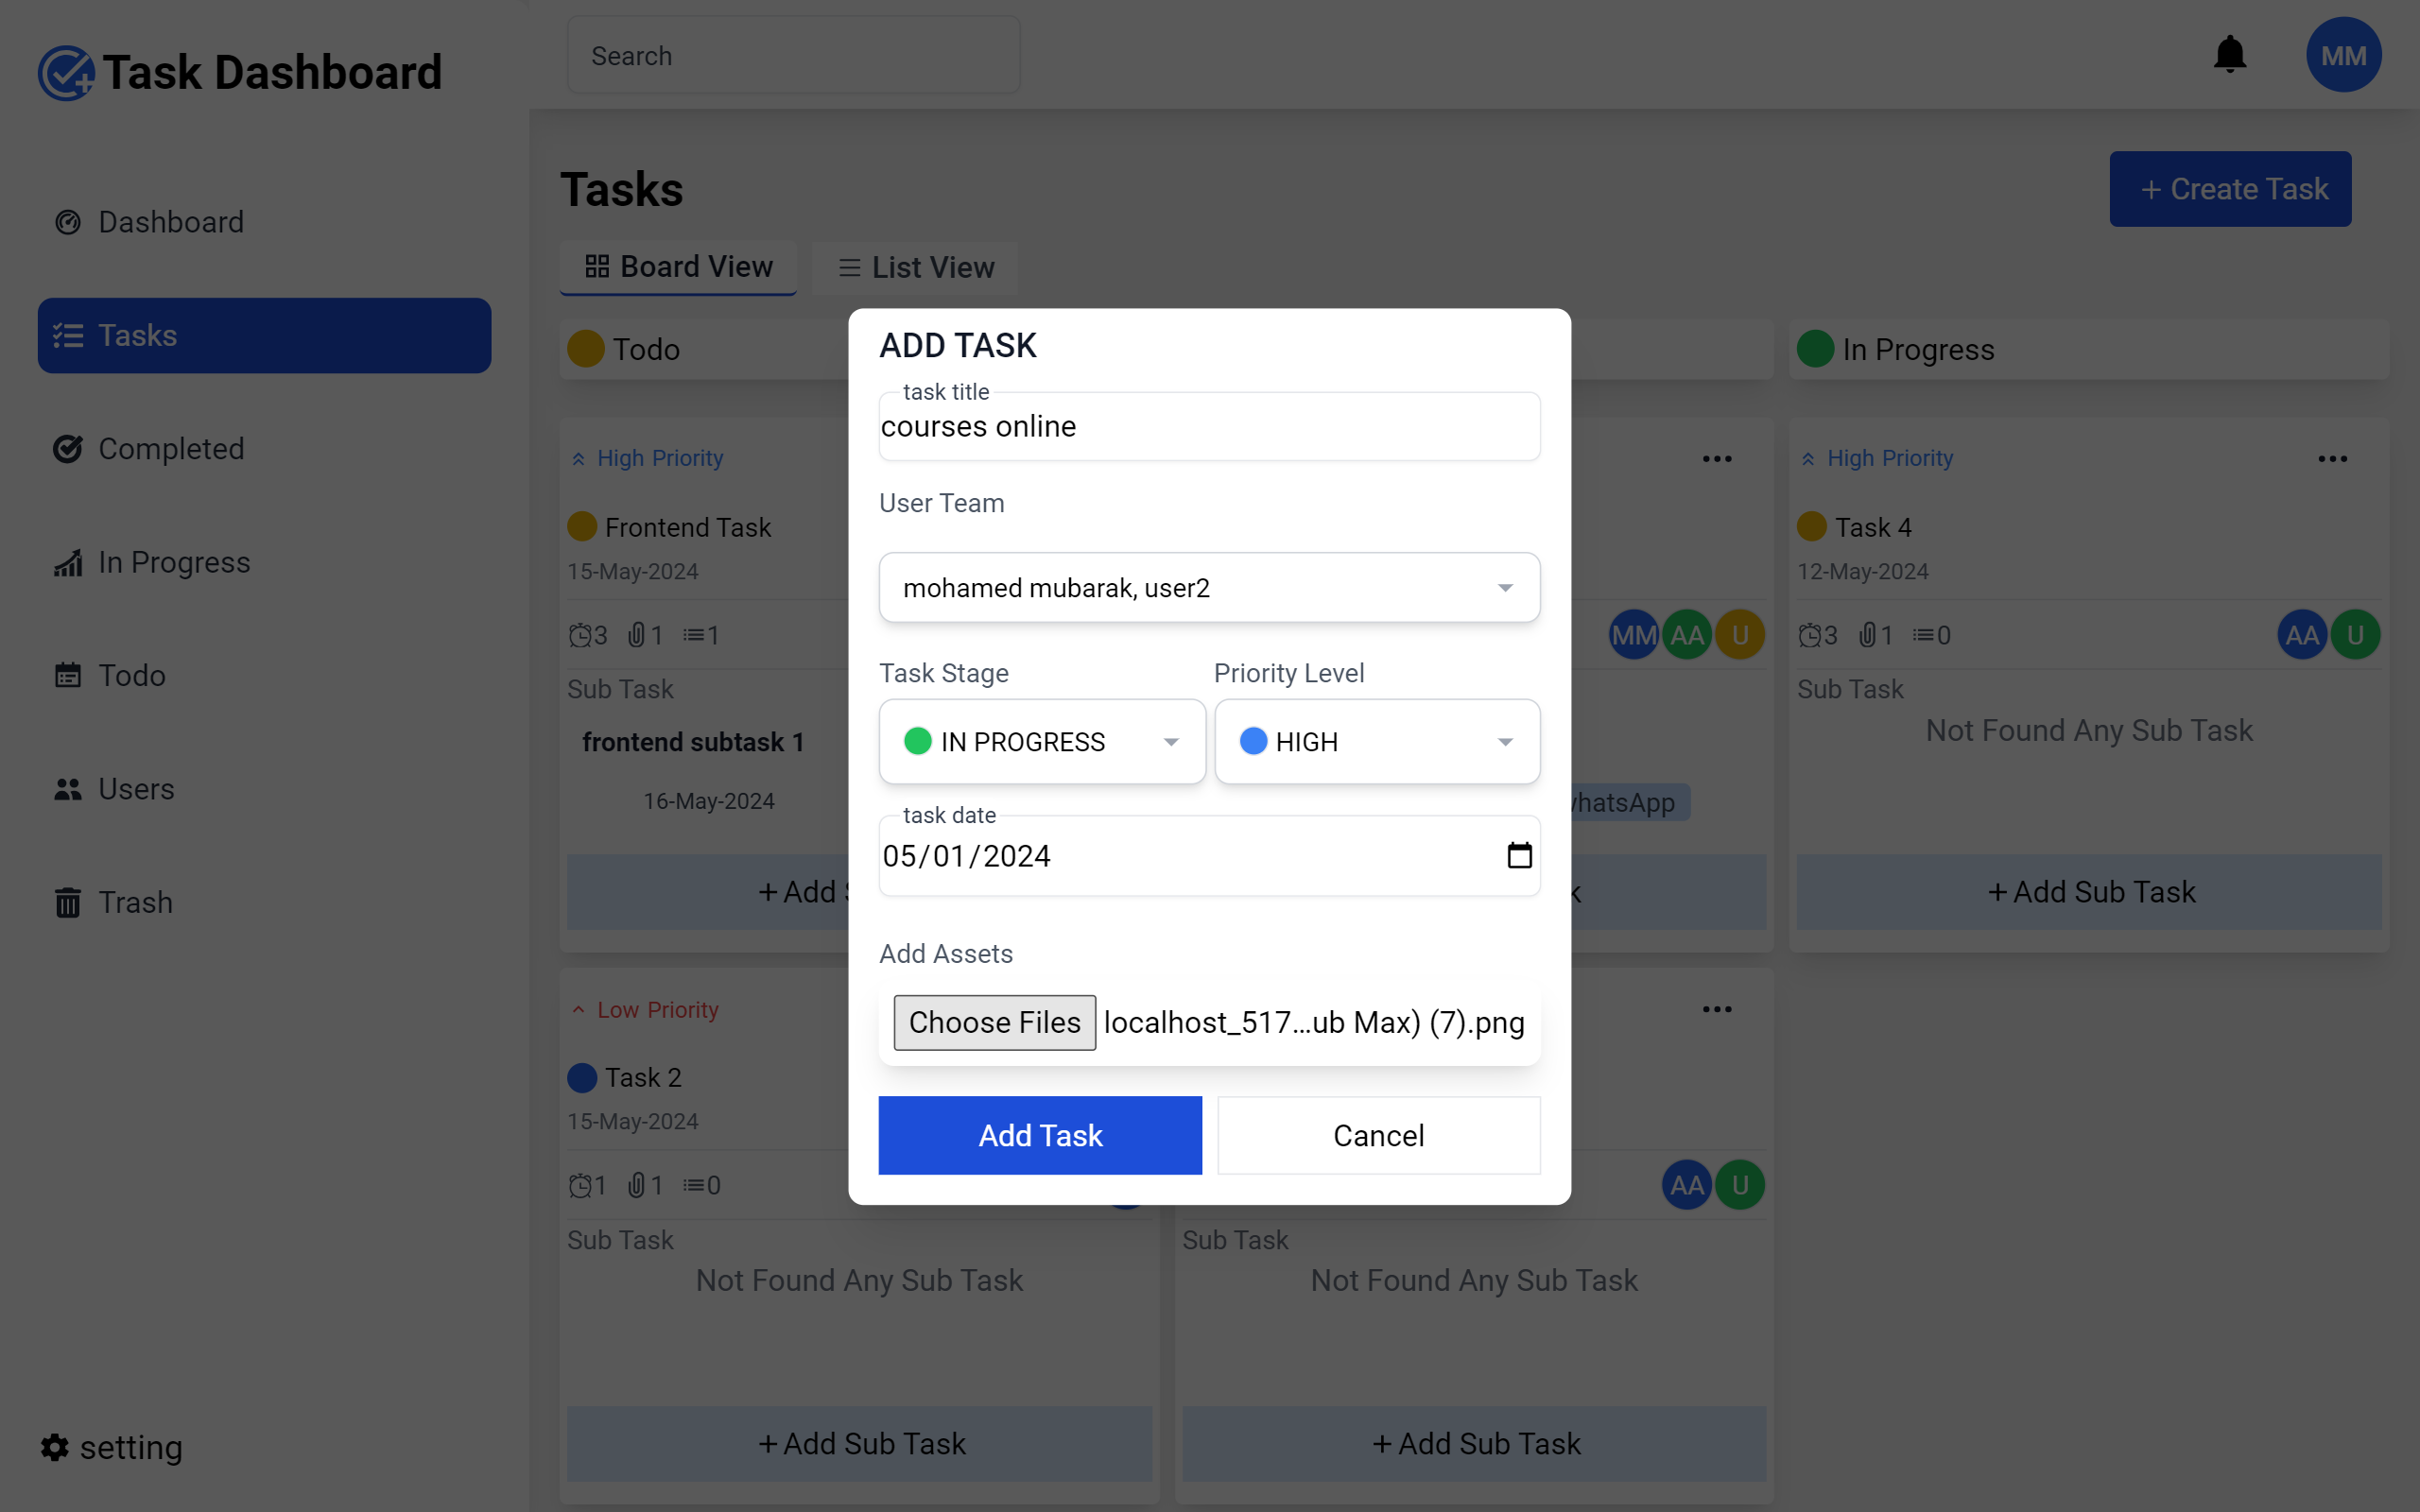 Task Dashboard
Search
MM
Dashboard
Tasks
Completed
In Progress
Todo
Users
Trash
setting
Tasks
+ Create Task
Board View
List View
Todo
In Progress
High Priority
Frontend Task
15-May-2024
3 1 1
Sub Task
frontend subtask 1
16-May-2024
+Add
MM AA U
High Priority
Task 4
12-May-2024
3 1 0
AA U
Sub Task
Not Found Any Sub Task
+Add Sub Task
Low Priority
Task 2
15-May-2024
1 1 0
Sub Task
Not Found Any Sub Task
+Add Sub Task
AA U
Sub Task
Not Found Any Sub Task
+Add Sub Task
ADD TASK
task title
courses online
User Team
mohamed mubarak, user2
Task Stage
Priority Level
IN PROGRESS
HIGH
task date
05/01/2024
Add Assets
Choose Files localhost_517...ub Max) (7).png
Add Task
Cancel